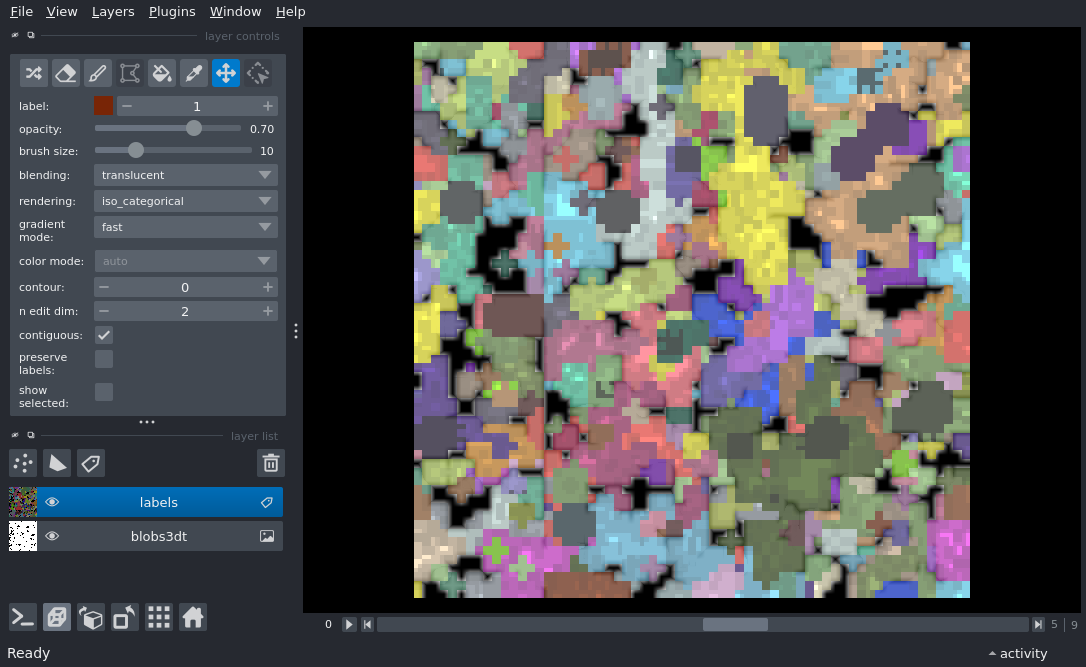 File View Layers Plugins Window Help
layer controls
label: 1
opacity: 0.70
brush size: 10
blending: translucent
rendering: iso_categorical
gradient
mode: fast
color mode: auto
contour: 0
n edit dim: 2
contiguous:
preserve
labels:
show
selected:
layer list
labels
blobs3dt
0 5 9
Ready activity